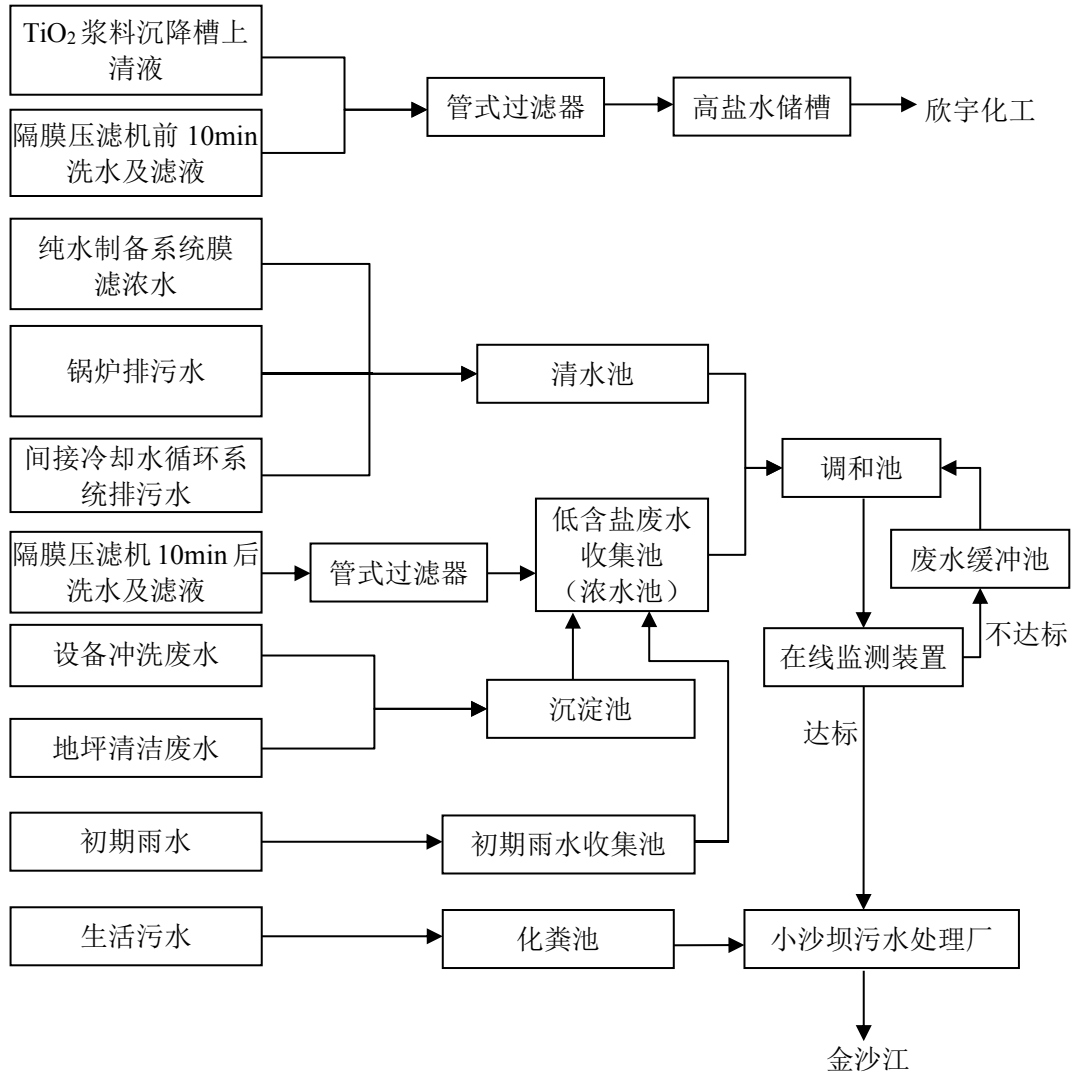 TiO₂浆料沉降槽上
清液
隔膜压滤机前 10min
洗水及滤液
管式过滤器
高盐水储槽
欣宇化工
纯水制备系统膜
滤浓水
锅炉排污水
间接冷却水循环系
统排污水
清水池
调和池
隔膜压滤机 10min 后
洗水及滤液
管式过滤器
低含盐废水
收集池
（浓水池）
废水缓冲池
不达标
设备冲洗废水
地坪清洁废水
沉淀池
在线监测装置
达标
初期雨水
初期雨水收集池
生活污水
化粪池
小沙坝污水处理厂
金沙江